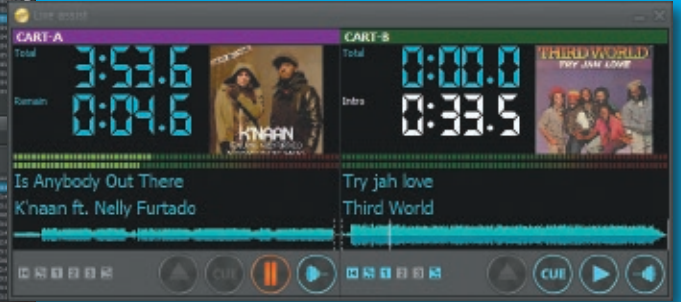 Live assist
CART-A
Total
3:53.6
Remain
0:04.6
K'NAAN
Is Anybody Out There
K'naan ft. Nelly Furtado
CUE
CART-B
Total
0:00.0
Intro
0:33.5
THIRD WORLD
TRY JAH LOVE
Try jah love
Third World
CUE